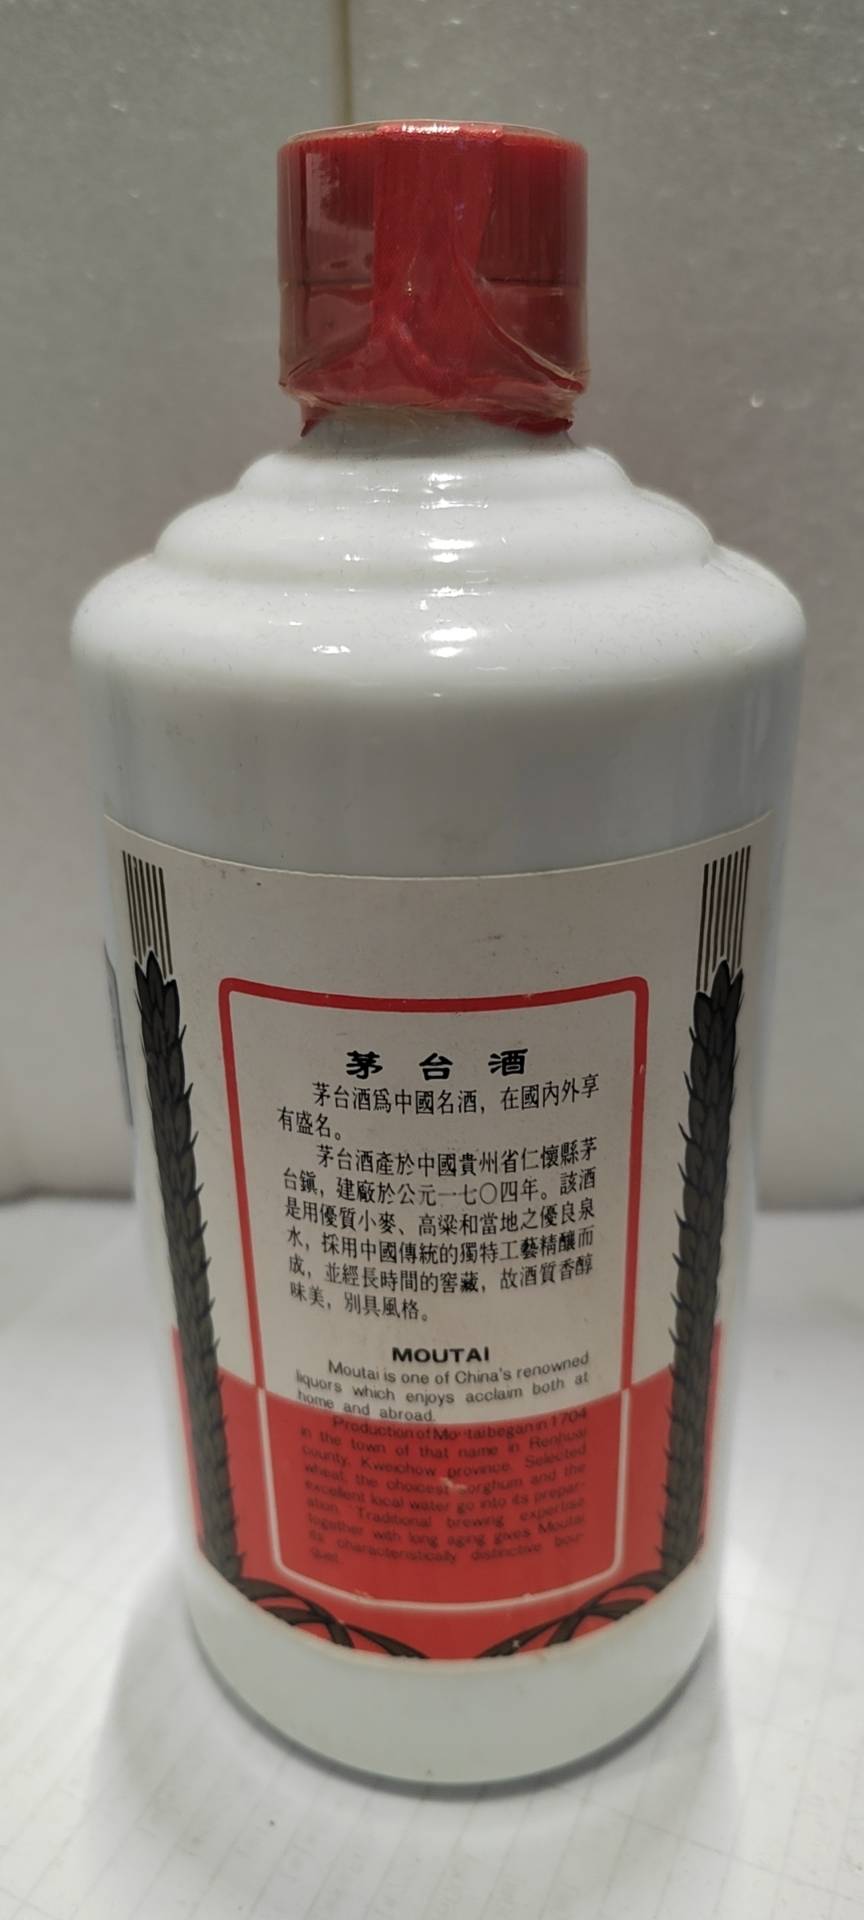 茅台酒
茅台酒爲中國名酒，在國內外享
有盛名。
茅台酒產於中國貴州省仁懷縣茅
台鎭，建廠於公元一七〇四年。該酒
是用優質小麥、高粱和當地之優良泉
水，採用中國傳統的獨特工藝精釀而
成，並經長時間的窖藏，故酒質香醇
味美，別具風格。
MOUTAI
Moutai is one of China's renowned
liquors which enjoys acclaim both at
home and abroad.
Production of Moutai began in 1704
in the town of that name in Renhuai
county, Kweichow province. Selected
wheat, the choicest sorghum and the
excellent local water go into its prepar-
ation. Traditional brewing expertise
together with long aging gives Moutai
its characteristically distinctive bou-
quet.